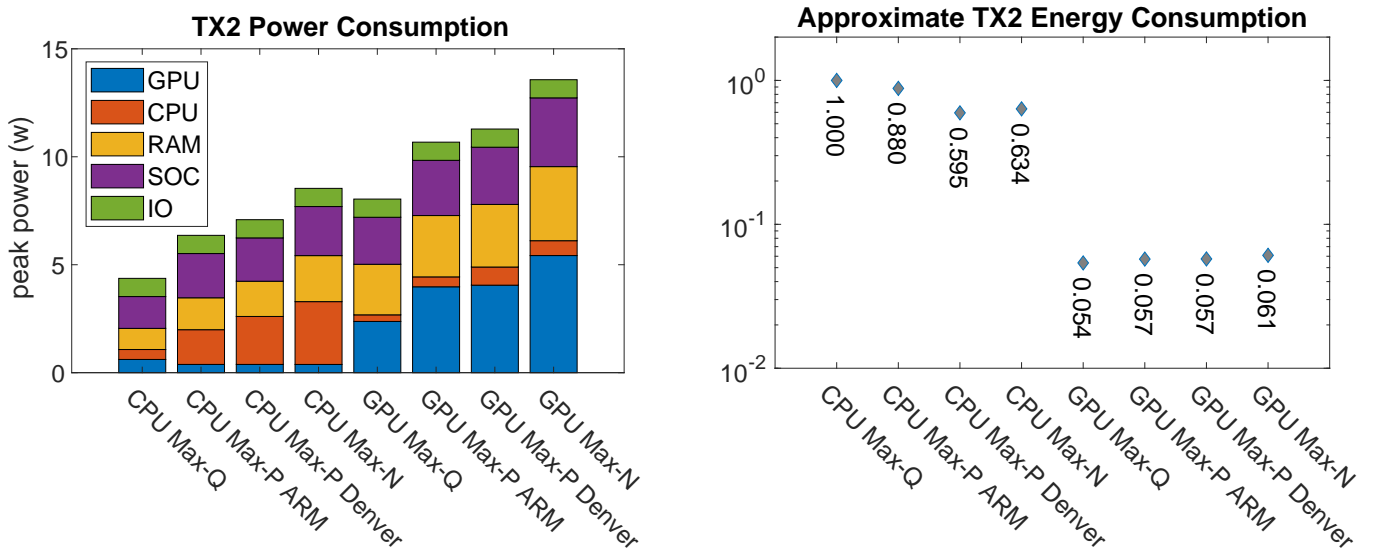 TX2 Power Consumption
15
10
5
0
peak power (w)
GPU
CPU
RAM
SOC
IO
CPU Max-Q
CPU Max-P ARM
CPU Max-P Denver
CPU Max-N
GPU Max-Q
GPU Max-P ARM
GPU Max-P Denver
GPU Max-N
Approximate TX2 Energy Consumption
10^0
10^-1
10^-2
1.000
0.880
0.595
0.634
0.054
0.057
0.057
0.061
CPU Max-Q
CPU Max-P ARM
CPU Max-P Denver
CPU Max-N
GPU Max-Q
GPU Max-P ARM
GPU Max-P Denver
GPU Max-N